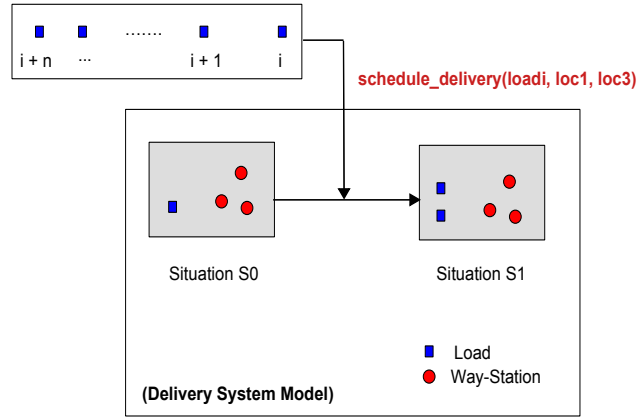 .......
i + n ... i + 1 i
schedule_delivery(loadi, loc1, loc3)
Situation S0 Situation S1
Load
Way-Station
(Delivery System Model)